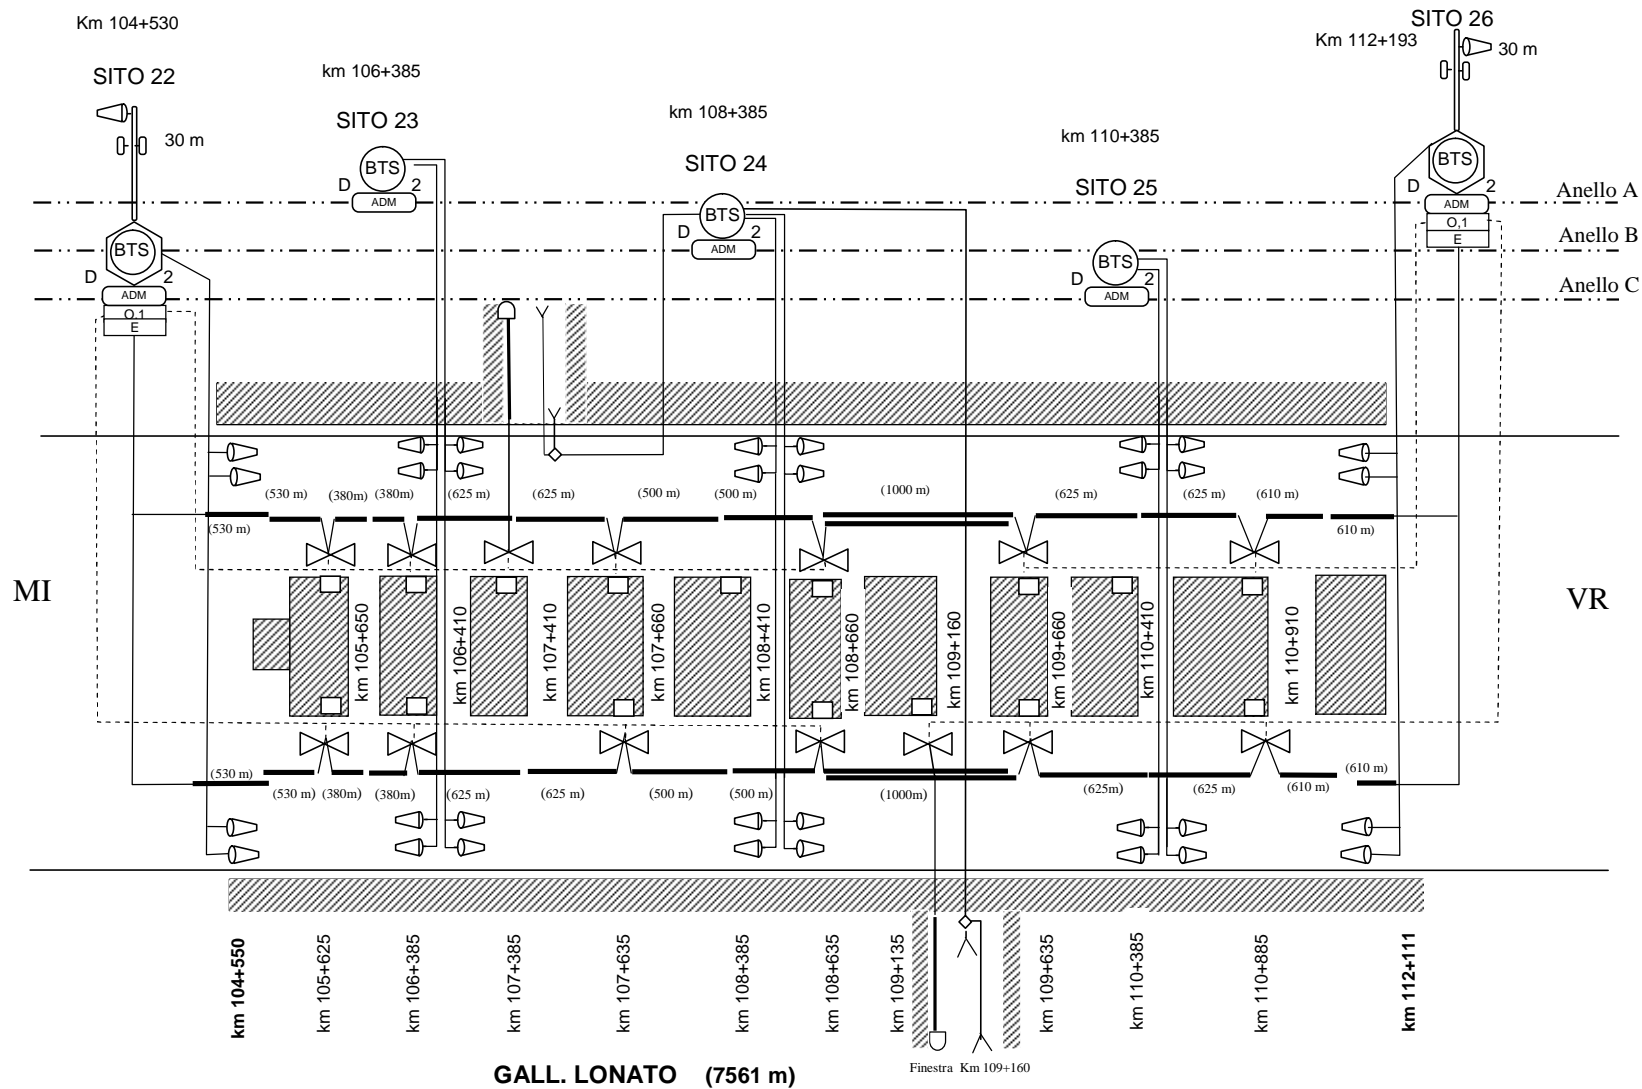 Km 104+530
SITO 22
30 m
BTS
D
2
ADM
O,1
E
km 106+385
SITO 23
BTS
D
2
ADM
km 108+385
SITO 24
BTS
D
2
ADM
km 110+385
SITO 25
BTS
D
2
ADM
SITO 26
Km 112+193
30 m
BTS
D
2
ADM
O,1
E
Anello A
Anello B
Anello C
(530 m)
(530 m)
(380m)
(380m)
(625 m)
(625 m)
(500 m)
(500 m)
(1000 m)
(625 m)
(625 m)
(610 m)
610 m)
MI
VR
km 105+650
km 106+410
km 107+410
km 107+660
km 108+410
km 108+660
km 109+160
km 109+660
km 110+410
km 110+910
(530 m)
(530 m)
(380m)
(380m)
(625 m)
(625 m)
(500 m)
(500 m)
(1000m)
(625m)
(625 m)
(610 m)
(610 m)
km 104+550
km 105+625
km 106+385
km 107+385
km 107+635
km 108+385
km 108+635
km 109+135
km 109+635
km 110+385
km 110+885
km 112+111
Finestra Km 109+160
GALL. LONATO (7561 m)